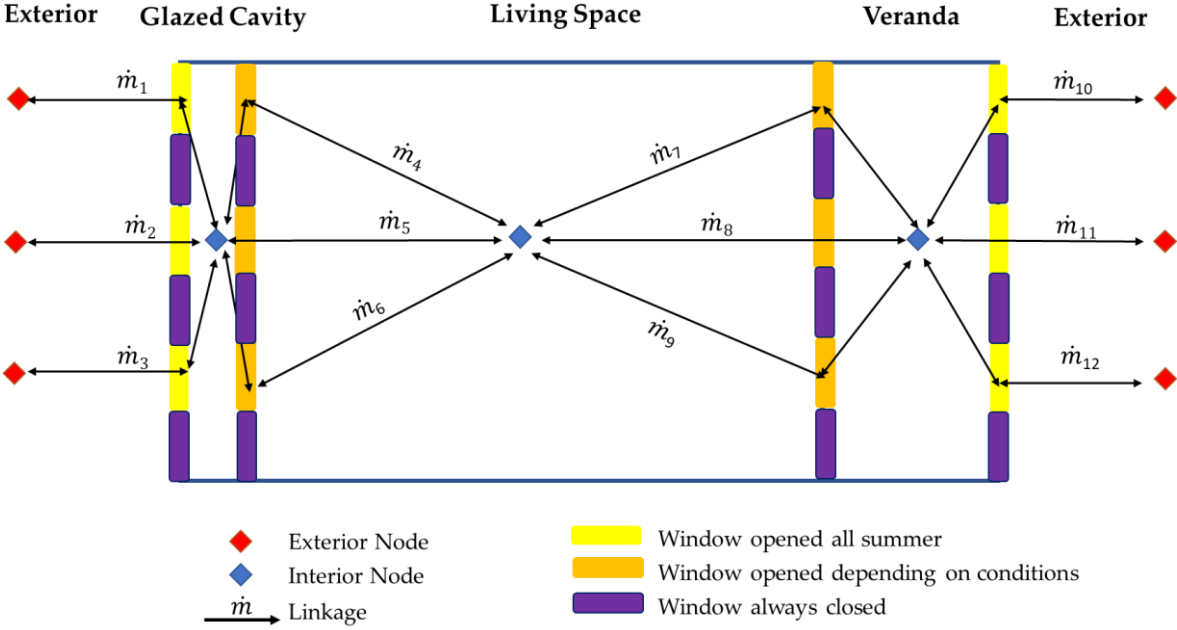 Exterior Glazed Cavity Living Space Veranda Exterior
ṁ1 ṁ10
ṁ4 ṁ7
ṁ2 ṁ5 ṁ8 ṁ11
ṁ6 ṁ9
ṁ3 ṁ12
Exterior Node
Interior Node
ṁ Linkage
Window opened all summer
Window opened depending on conditions
Window always closed